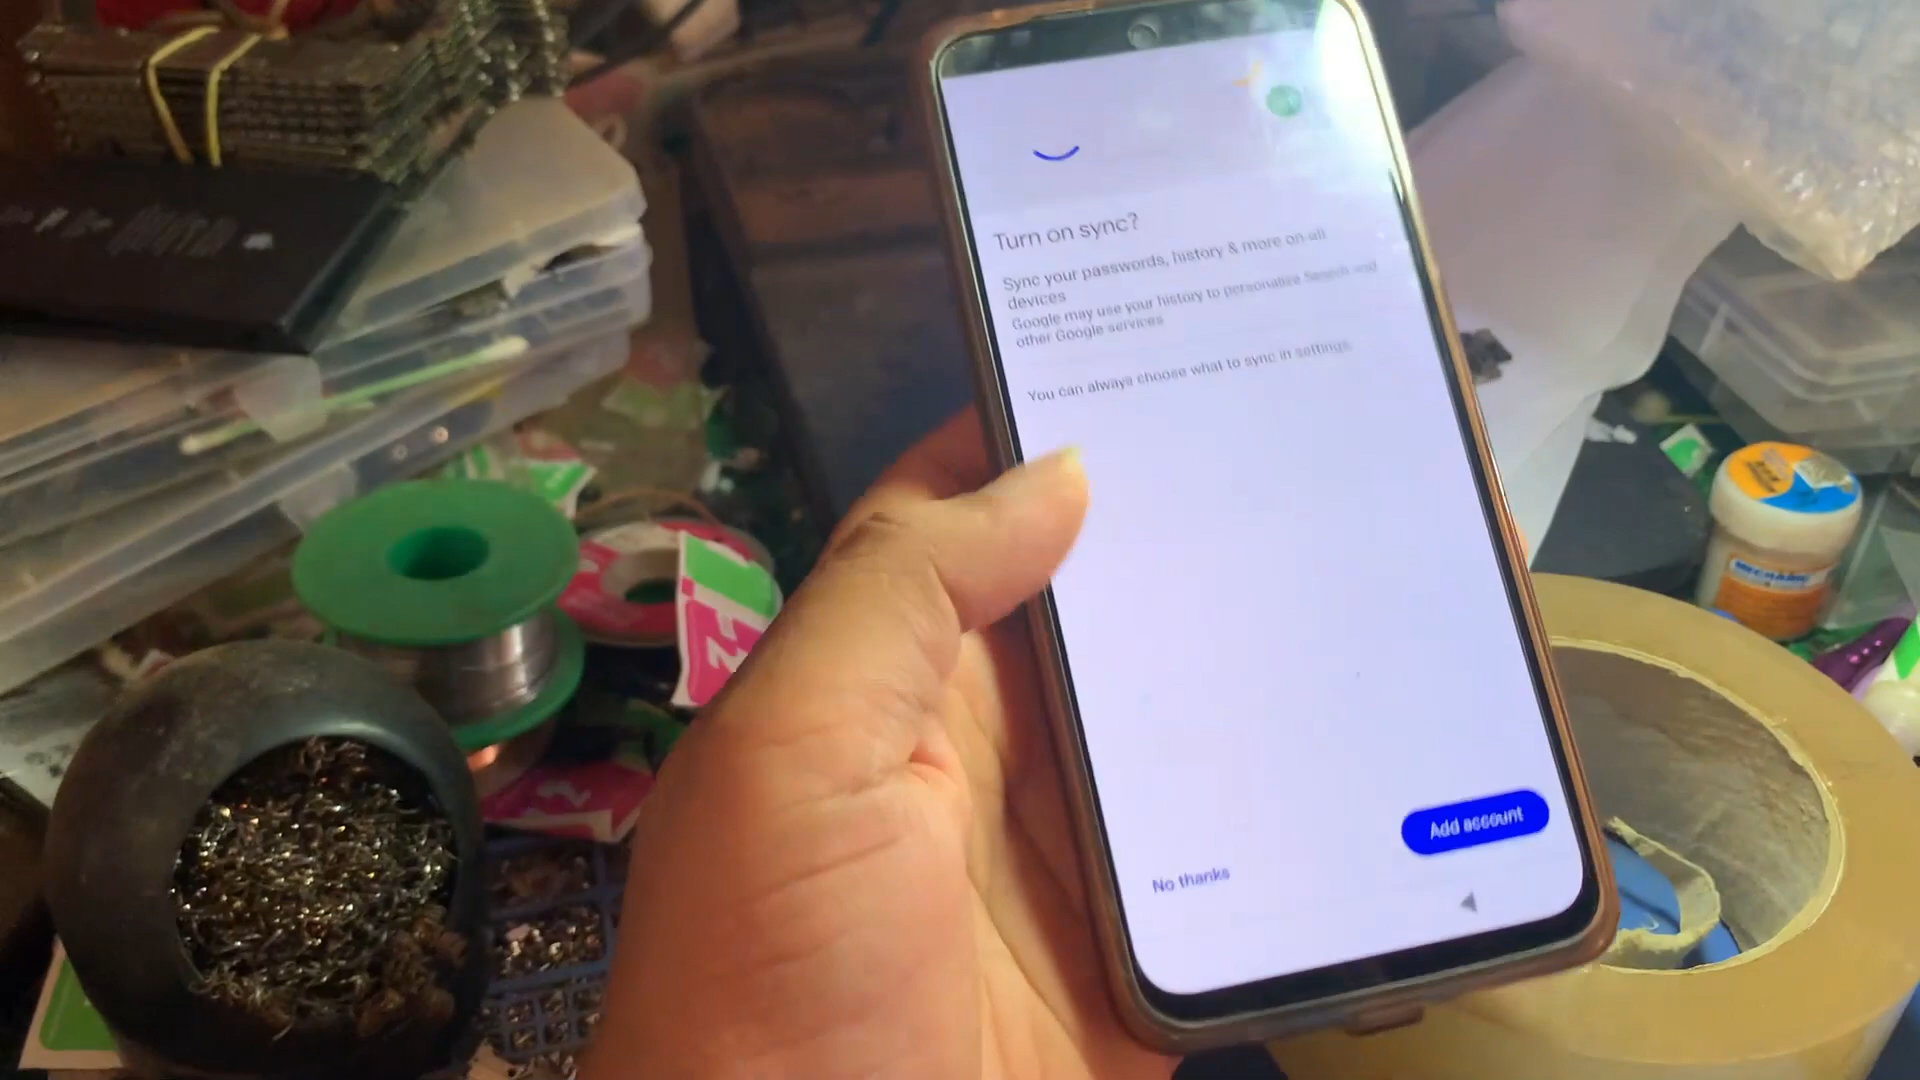 Turn on sync?
Sync your passwords, history & more on all
devices
Google may use your history to personalize Search and
other Google services
You can always choose what to sync in settings.
Add account
No thanks
MECHANIC